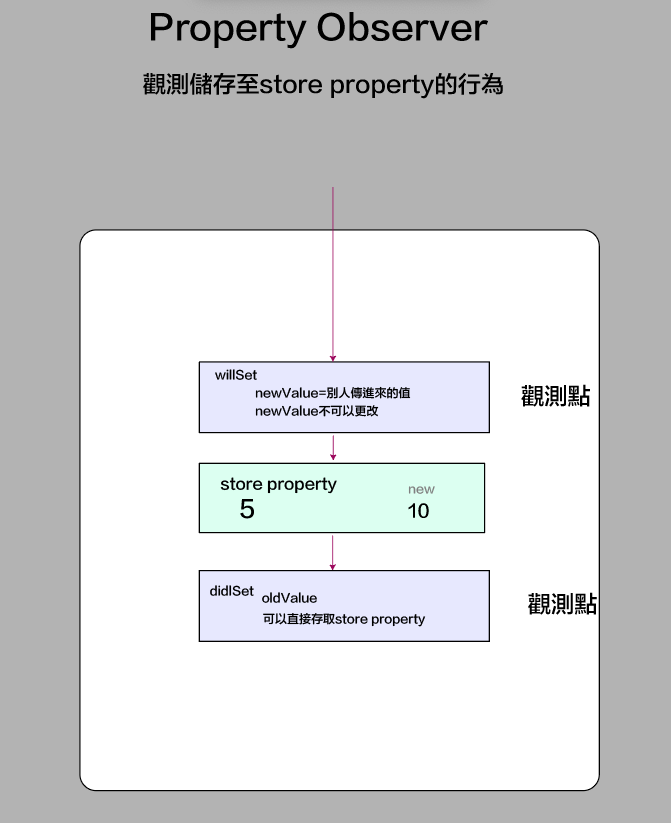 Property Observer
觀測儲存至store property的行為
willSet
newValue=別人傳進來的值
newValue不可以更改
觀測點
store property
new
5
10
didlSet
oldValue
可以直接存取store property
觀測點